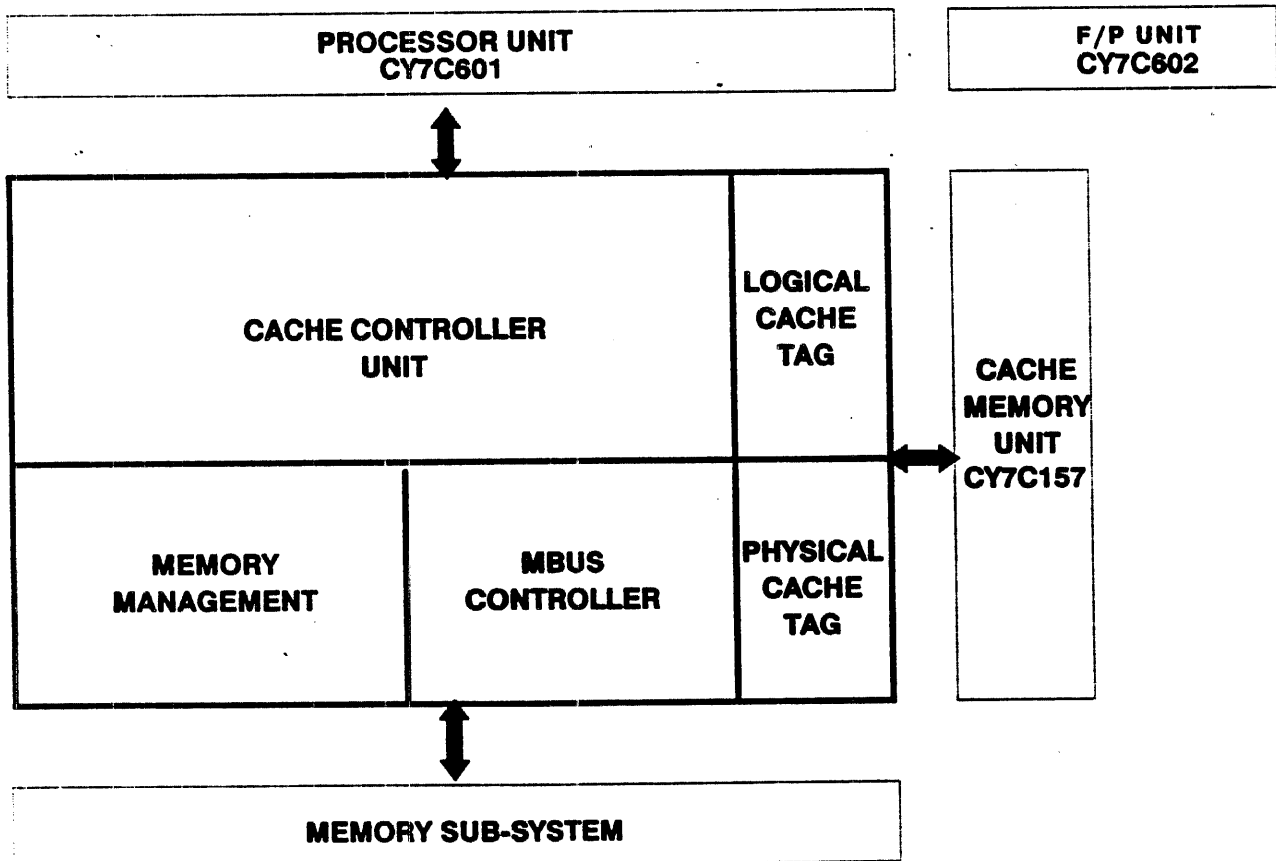 PROCESSOR UNIT
CY7C601
F/P UNIT
CY7C602
CACHE CONTROLLER
UNIT
LOGICAL
CACHE
TAG
CACHE
MEMORY
UNIT
CY7C157
MEMORY
MANAGEMENT
MBUS
CONTROLLER
PHYSICAL
CACHE
TAG
MEMORY SUB-SYSTEM